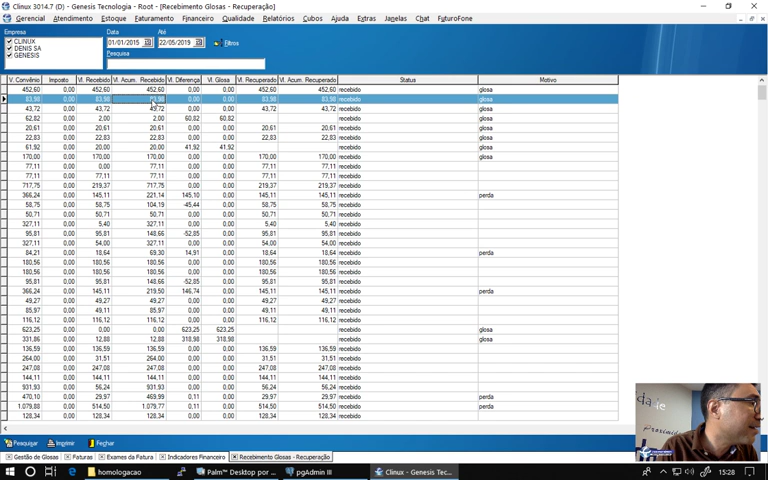 Clinux 3014.7 (D) - Genesis Tecnologia - Root - [Recebimento Glosas - Recuperação]
Gerencial Atendimento Estoque Faturamento Financeiro Qualidade Relatórios Cubos Ajuda Extras Janelas Chat FuturoFone
Empresa Data Até
CLINUX 01/01/2015 22/05/2019 Filtros
DENIS SA Pesquisa
GENESIS
V. Convênio Imposto Vl. Recebido Vl. Acum. Recebido Vl. Diferença Vl. Glosa Vl. Recuperado Vl. Acum. Recuperado Status Motivo
452,60 0,00 452,60 452,60 0,00 0,00 452,60 452,60 recebido glosa
83,98 0,00 83,98 83,98 0,00 0,00 83,98 83,98 recebido glosa
43,72 0,00 43,72 43,72 0,00 0,00 43,72 43,72 recebido glosa
62,82 0,00 2,00 2,00 60,82 60,82 recebido glosa
20,61 0,00 20,61 20,61 0,00 0,00 20,61 20,61 recebido glosa
22,83 0,00 22,83 22,83 0,00 0,00 22,83 22,83 recebido glosa
61,92 0,00 20,00 20,00 41,92 41,92 recebido glosa
170,00 0,00 170,00 170,00 0,00 0,00 170,00 170,00 recebido glosa
77,11 0,00 0,00 77,11 0,00 0,00 77,11 77,11 recebido
77,11 0,00 77,11 77,11 0,00 0,00 77,11 77,11 recebido
717,75 0,00 219,37 717,75 0,00 0,00 219,37 219,37 recebido
366,24 0,00 145,11 221,14 145,10 0,00 145,11 145,11 recebido perda
58,75 0,00 58,75 104,19 -45,44 0,00 58,75 58,75 recebido
50,71 0,00 50,71 50,71 0,00 0,00 50,71 50,71 recebido
327,11 0,00 5,40 327,11 0,00 0,00 5,40 5,40 recebido
95,81 0,00 95,81 148,66 -52,85 0,00 95,81 95,81 recebido
327,11 0,00 54,00 327,11 0,00 0,00 54,00 54,00 recebido
84,21 0,00 18,64 69,30 14,91 0,00 18,64 18,64 recebido perda
180,56 0,00 180,56 180,56 0,00 0,00 180,56 180,56 recebido
180,56 0,00 180,56 180,56 0,00 0,00 180,56 180,56 recebido
95,81 0,00 95,81 148,66 -52,85 0,00 95,81 95,81 recebido
366,24 0,00 145,11 219,50 146,74 0,00 145,11 145,11 recebido perda
49,27 0,00 49,27 49,27 0,00 0,00 49,27 49,27 recebido
85,97 0,00 49,11 85,97 0,00 0,00 49,11 49,11 recebido
116,12 0,00 116,12 116,12 0,00 0,00 116,12 116,12 recebido
623,25 0,00 0,00 0,00 623,25 623,25 recebido glosa
331,86 0,00 12,88 12,88 318,98 318,98 recebido glosa
136,59 0,00 136,59 136,59 0,00 0,00 136,59 136,59 recebido
264,00 0,00 31,51 264,00 0,00 0,00 31,51 31,51 recebido
247,08 0,00 247,08 247,08 0,00 0,00 247,08 247,08 recebido
144,11 0,00 144,11 144,11 0,00 0,00 144,11 144,11 recebido
931,93 0,00 56,24 931,93 0,00 0,00 56,24 56,24 recebido
470,10 0,00 29,97 469,99 0,11 0,00 29,97 29,97 recebido perda
1.079,88 0,00 514,50 1.079,77 0,11 0,00 514,50 514,50 recebido perda
128,34 0,00 128,34 128,34 0,00 0,00 128,34 128,34 recebido
Pesquisar Imprimir Fechar
Gestão de Glosas Faturas Exames da Fatura Indicadores Financeiro Recebimento Glosas - Recuperação
homologacao Palm™ Desktop por ... pgAdmin III Clinux - Genesis Tec... 15:28